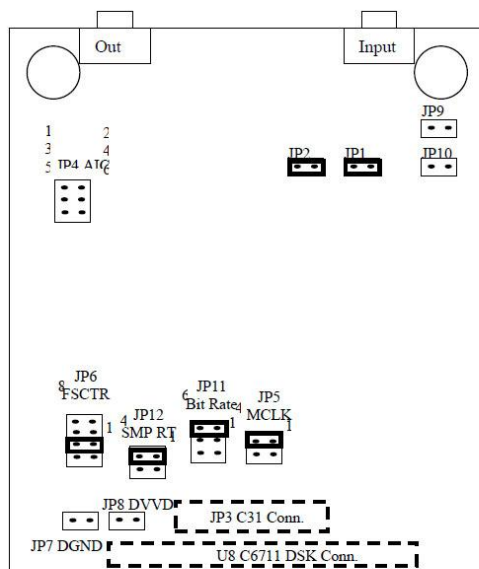 Out Input
JP9
1 2
3 4
JP2 JP1 JP10
5 JP4 AIC 6
JP6
8 FSCTR
JP11
6 Bit Rate
JP5
4 MCLK
1 4 JP12 1 1
SMP RT 1
JP8 DVVD
JP3 C31 Conn.
JP7 DGND
U8 C6711 DSK Conn.